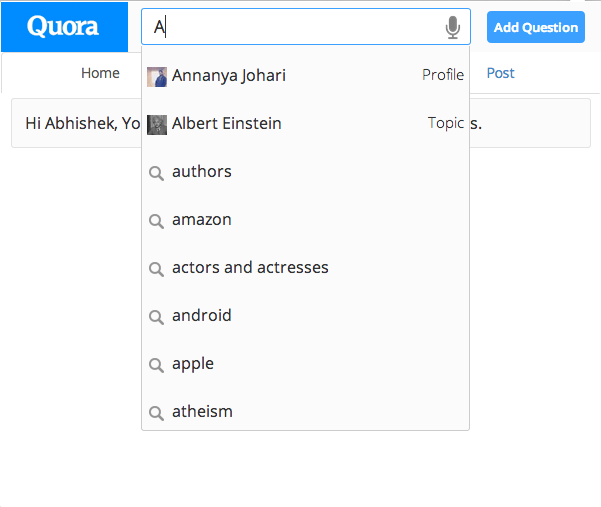 Quora
A
Add Question
Home
Post
Annanya Johari Profile
Hi Abhishek, Yo
s.
Albert Einstein Topic
authors
amazon
actors and actresses
android
apple
atheism